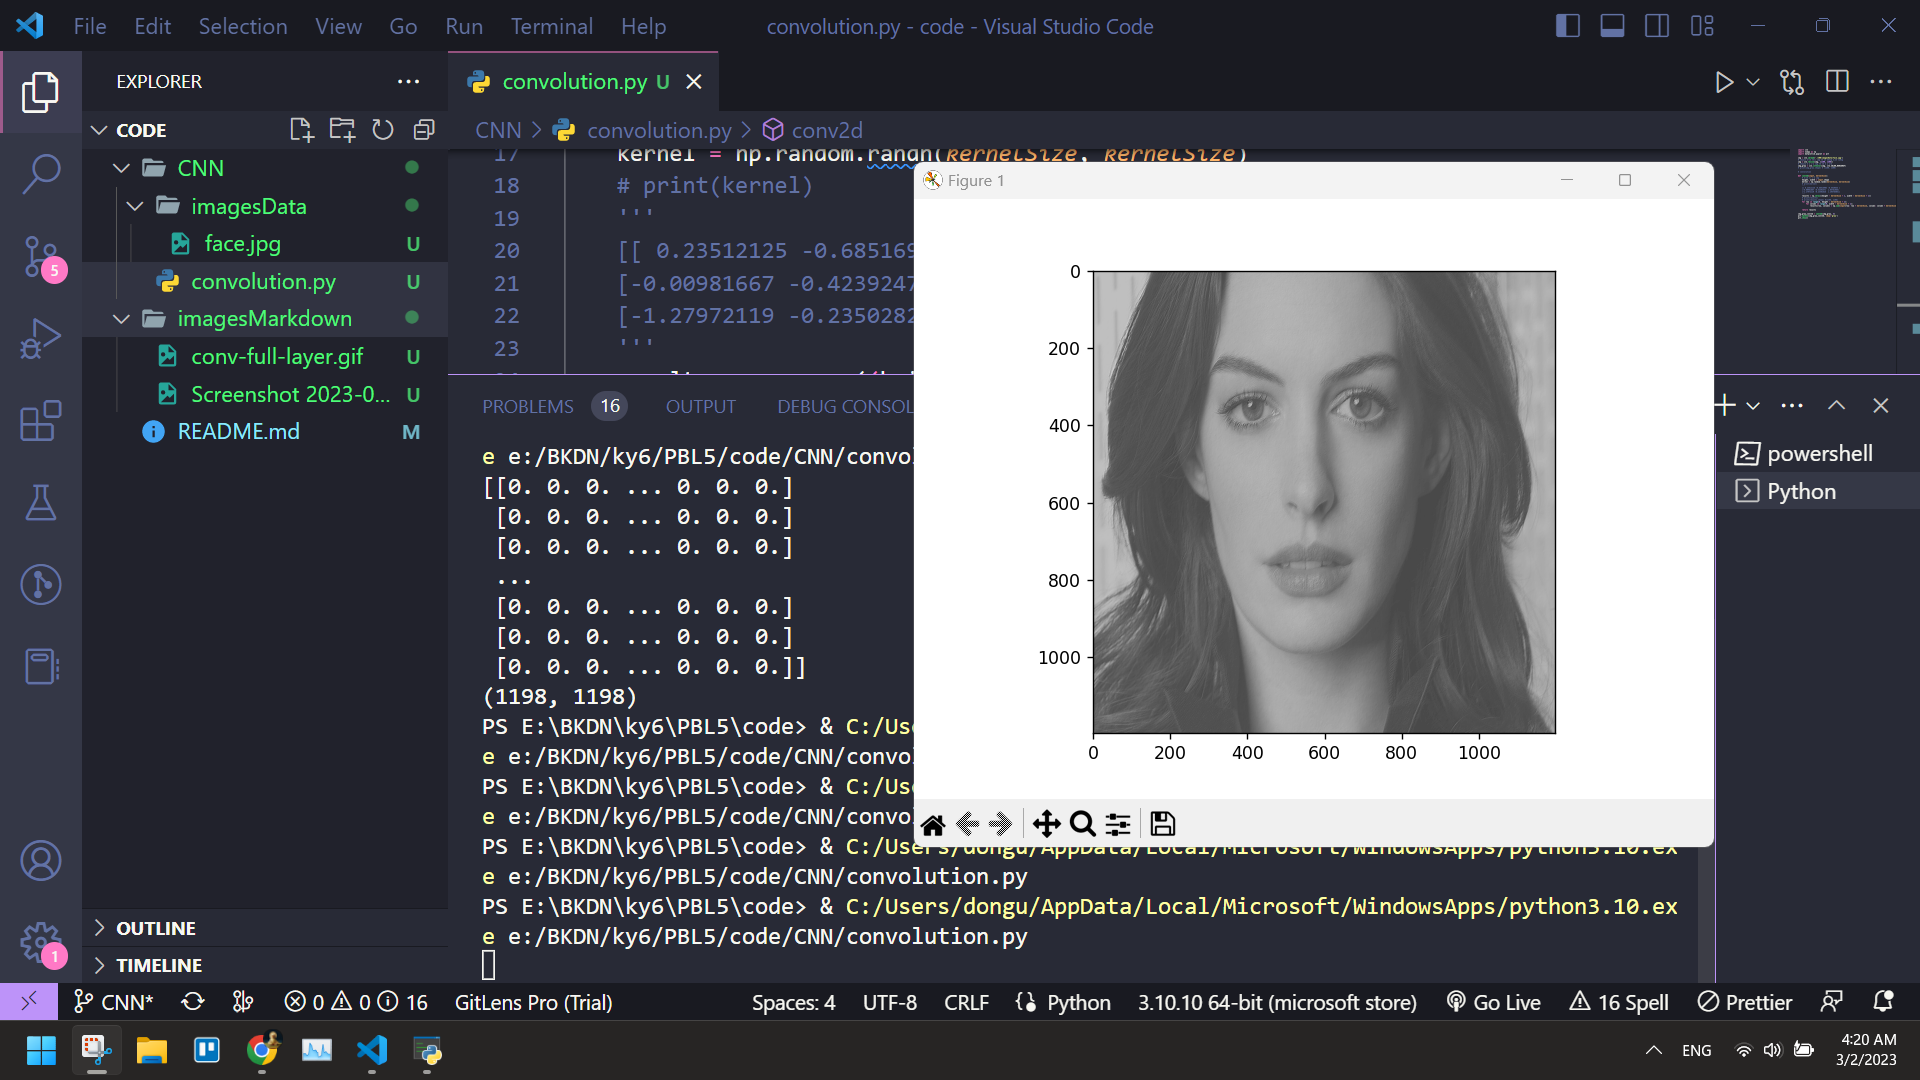 File Edit Selection View Go Run Terminal Help
convolution.py - code - Visual Studio Code
EXPLORER
convolution.py U
CODE
CNN > convolution.py > conv2d
CNN
imagesData
face.jpg U
convolution.py U
imagesMarkdown
conv-full-layer.gif U
Screenshot 2023-0... U
README.md M
OUTLINE
TIMELINE
17 kernel = np.random.randn(kernelSize, kernelSize)
18 # print(kernel)
19 '''
20 [[ 0.23512125 -0.685169
21 [-0.00981667 -0.4239247
22 [-1.27972119 -0.2350282
23 '''
PROBLEMS 16 OUTPUT DEBUG CONSOL
e e:/BKDN/ky6/PBL5/code/CNN/convol
[[0. 0. 0. ... 0. 0. 0.]
[0. 0. 0. ... 0. 0. 0.]
[0. 0. 0. ... 0. 0. 0.]
...
[0. 0. 0. ... 0. 0. 0.]
[0. 0. 0. ... 0. 0. 0.]
[0. 0. 0. ... 0. 0. 0.]]
(1198, 1198)
PS E:\BKDN\ky6\PBL5\code> & C:/Use
e e:/BKDN/ky6/PBL5/code/CNN/convol
PS E:\BKDN\ky6\PBL5\code> & C:/Use
e e:/BKDN/ky6/PBL5/code/CNN/convol
PS E:\BKDN\ky6\PBL5\code> & C:/Users/dongu/AppData/Local/Microsoft/WindowsApps/python3.10.ex
e e:/BKDN/ky6/PBL5/code/CNN/convolution.py
PS E:\BKDN\ky6\PBL5\code> & C:/Users/dongu/AppData/Local/Microsoft/WindowsApps/python3.10.ex
e e:/BKDN/ky6/PBL5/code/CNN/convolution.py
Figure 1
0
200
400
600
800
1000
0 200 400 600 800 1000
powershell
Python
5
1
CNN* 0 0 16 GitLens Pro (Trial) Spaces: 4 UTF-8 CRLF Python 3.10.10 64-bit (microsoft store) Go Live 16 Spell Prettier
ENG
4:20 AM
3/2/2023